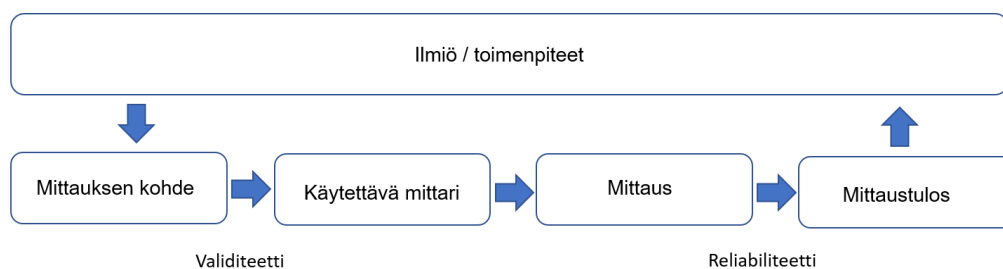 Ilmiö / toimenpiteet
Mittauksen kohde
Käytettävä mittari
Mittaus
Mittaustulos
Validiteetti
Reliabiliteetti